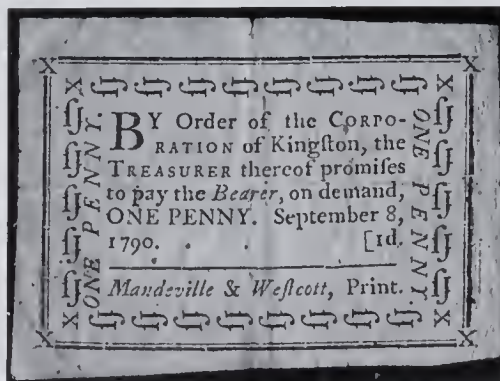 BY Order of the CORPO-
RATION of Kingſton, the
TREASURER thereof promiſes
to pay the Bearer, on demand,
ONE PENNY. September 8,
1790. . . [1d.
Mandeville & Weſtcott, Print.
ONE PENNY.
ONE PENNY.